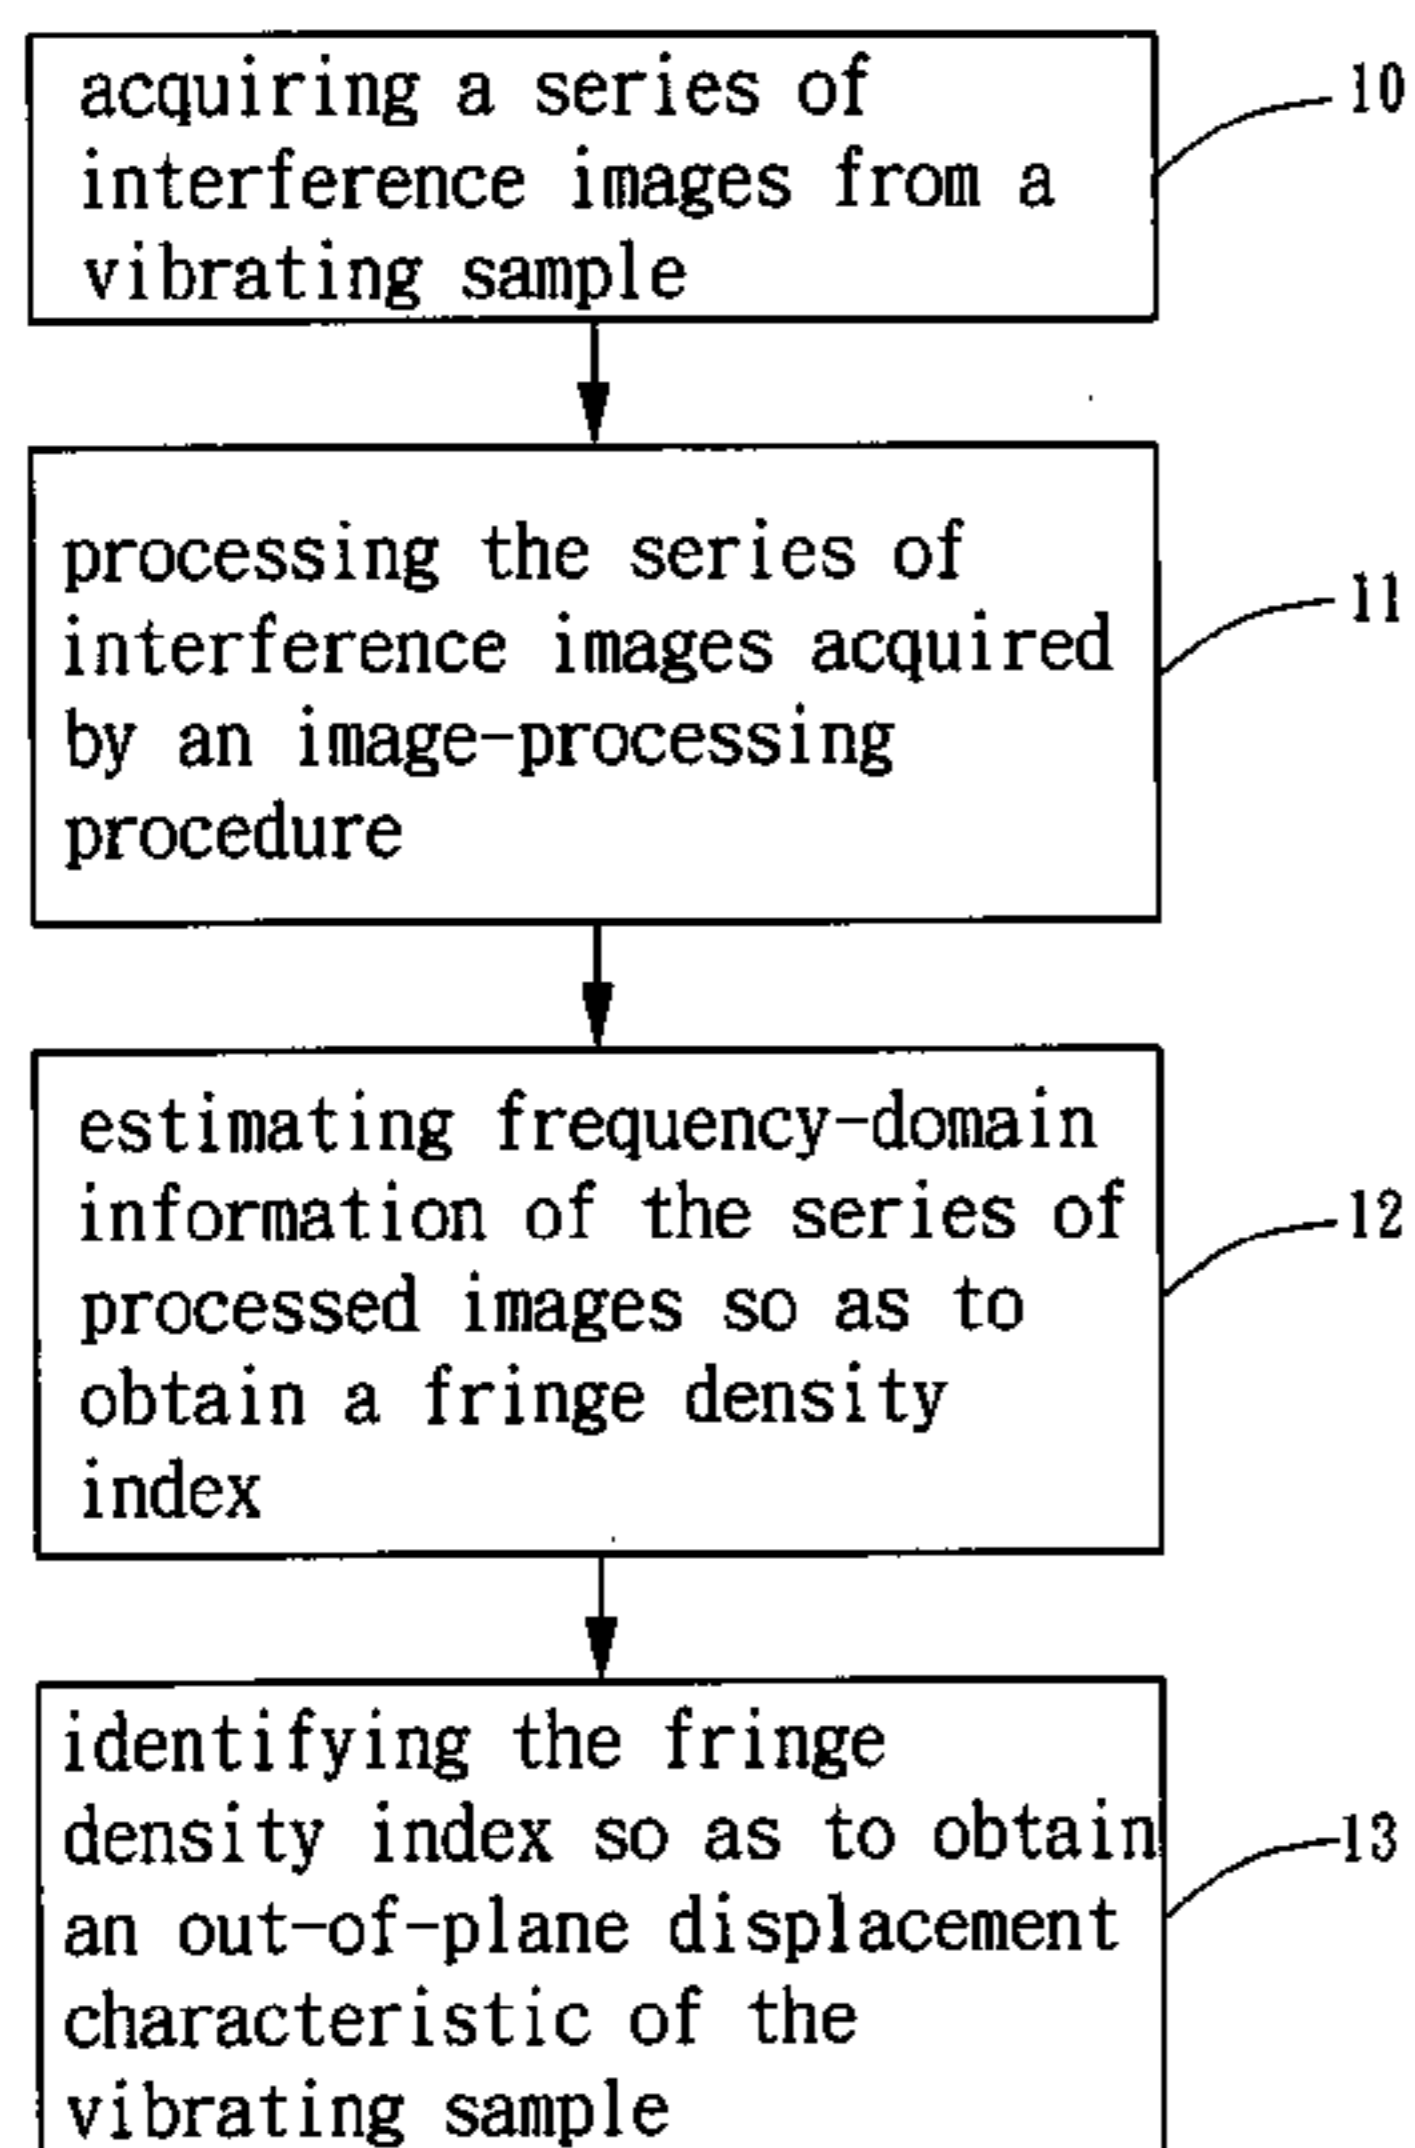 acquiring a series of
interference images from a
vibrating sample
10
processing the series of
interference images acquired
by an image-processing
procedure
11
estimating frequency-domain
information of the series of
processed images so as to
obtain a fringe density
index
12
identifying the fringe
density index so as to obtain
an out-of-plane displacement
characteristic of the
vibrating sample
13